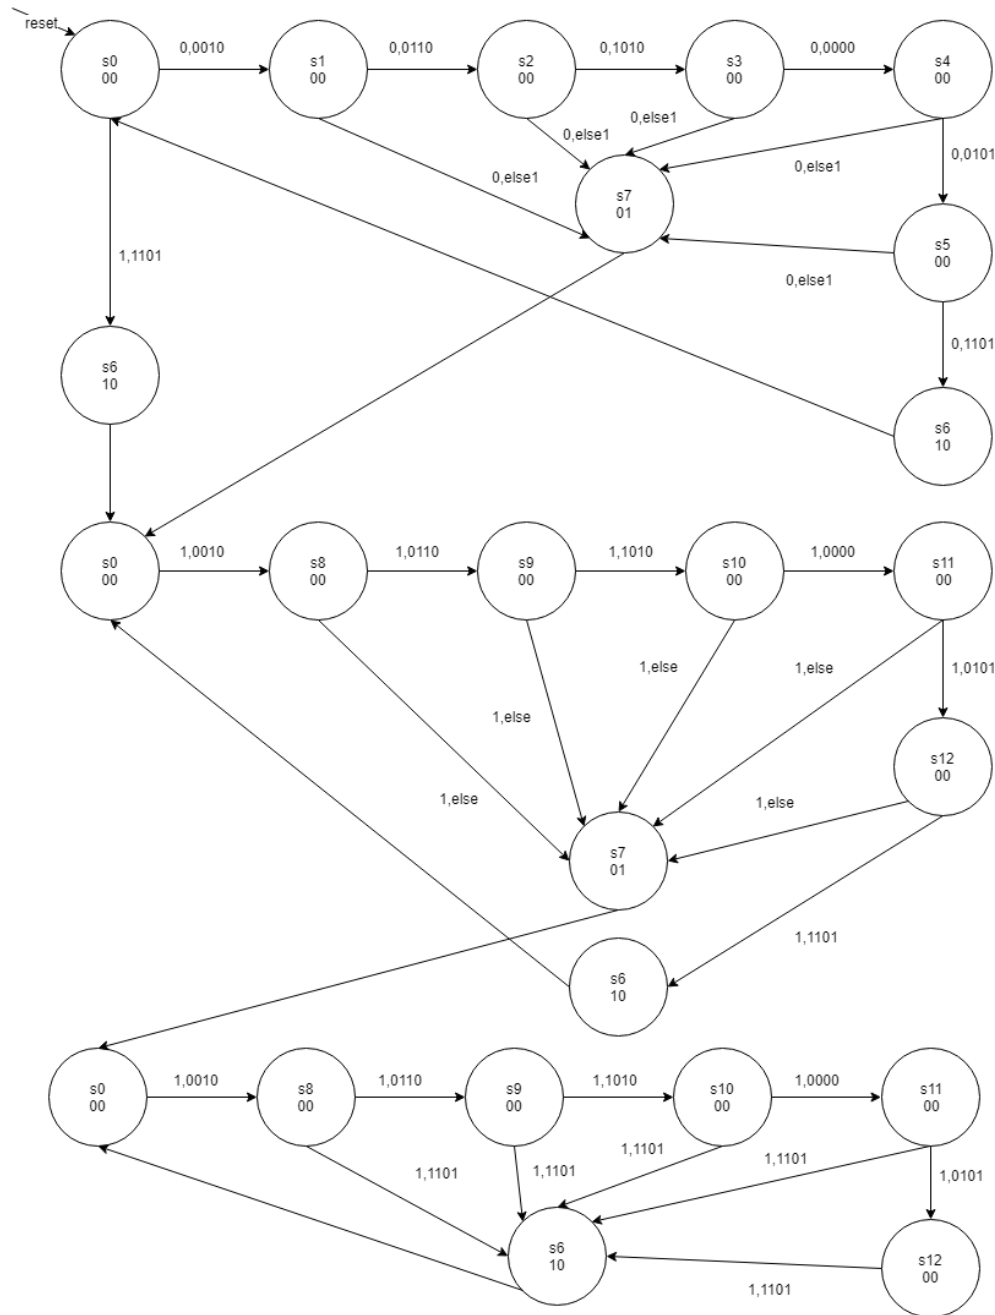 reset
s0
00
0,0010
s1
00
0,0110
s2
00
0,1010
s3
00
0,0000
s4
00
0,else1
0,else1
0,else1
0,else1
0,0101
s7
01
s5
00
0,else1
1,1101
0,1101
s6
10
s6
10
s0
00
1,0010
s8
00
1,0110
s9
00
1,1010
s10
00
1,0000
s11
00
1,else
1,else
1,0101
1,else
s12
00
1,else
1,else
s7
01
1,1101
s6
10
s0
00
1,0010
s8
00
1,0110
s9
00
1,1010
s10
00
1,0000
s11
00
1,1101
1,1101
1,1101
1,1101
1,0101
s6
10
s12
00
1,1101